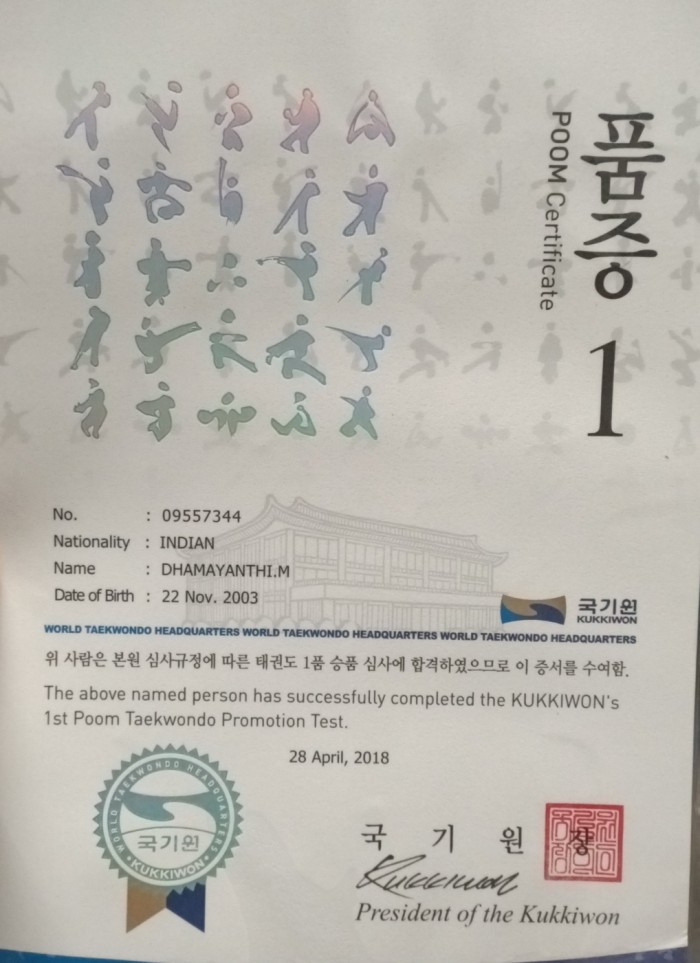 품증
POOM Certificate
1
No. : 09557344
Nationality : INDIAN
Name : DHAMAYANTHI.M
Date of Birth : 22 Nov. 2003
국기원
KUKKIWON
WORLD TAEKWONDO HEADQUARTERS WORLD TAEKWONDO HEADQUARTERS WORLD TAEKWONDO HEADQUARTERS
위 사람은 본원 심사규정에 따른 태권도 1품 승품 심사에 합격하였으므로 이 증서를 수여함.
The above named person has successfully completed the KUKKIWON's
1st Poom Taekwondo Promotion Test.
28 April, 2018
WORLD TAEKWONDO HEADQUARTERS
국기원
KUKKIWON
국 기 원 장
Kukkiwon
President of the Kukkiwon